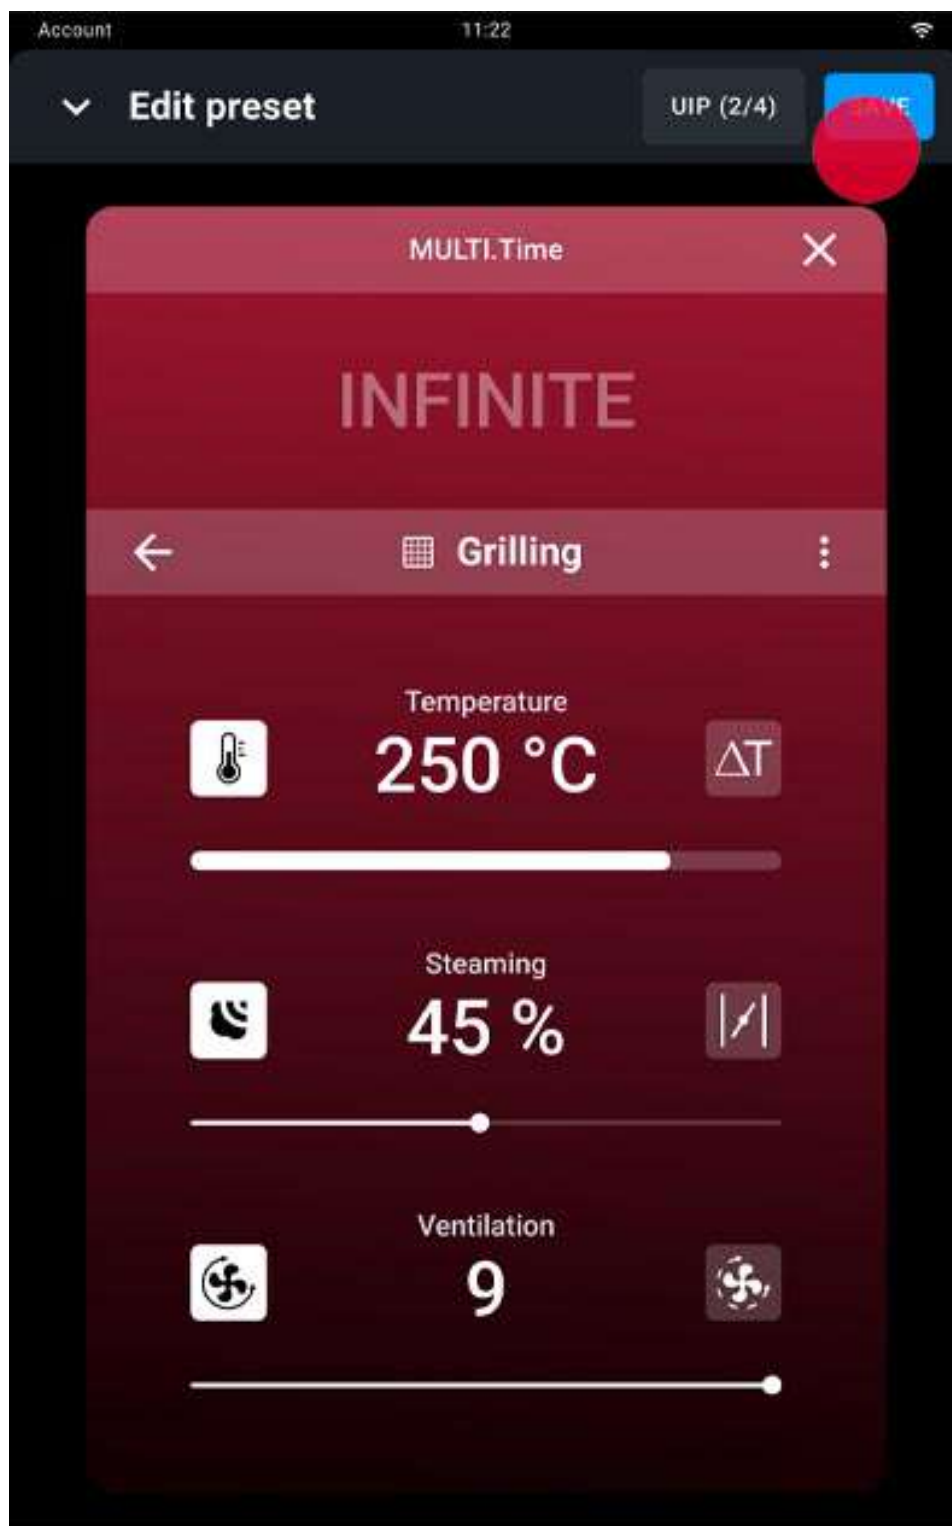 Account
11:22
Edit preset
UIP (2/4)
SAVE
MULTI.Time
INFINITE
Grilling
Temperature
250 °C
ΔT
Steaming
45 %
Ventilation
9